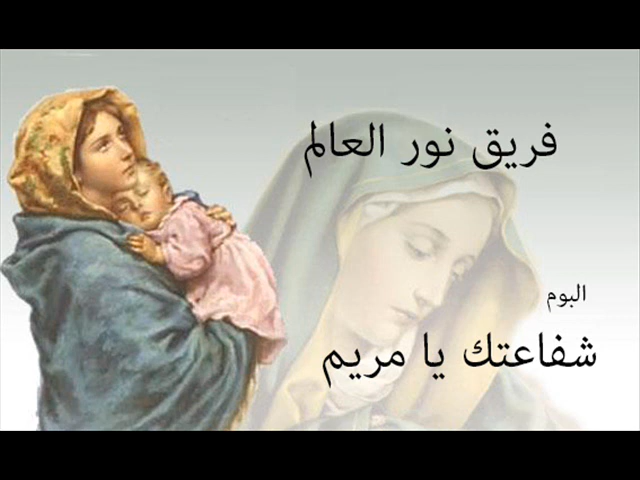 فريق نور العالم
البوم
شفاعتك يا مريم